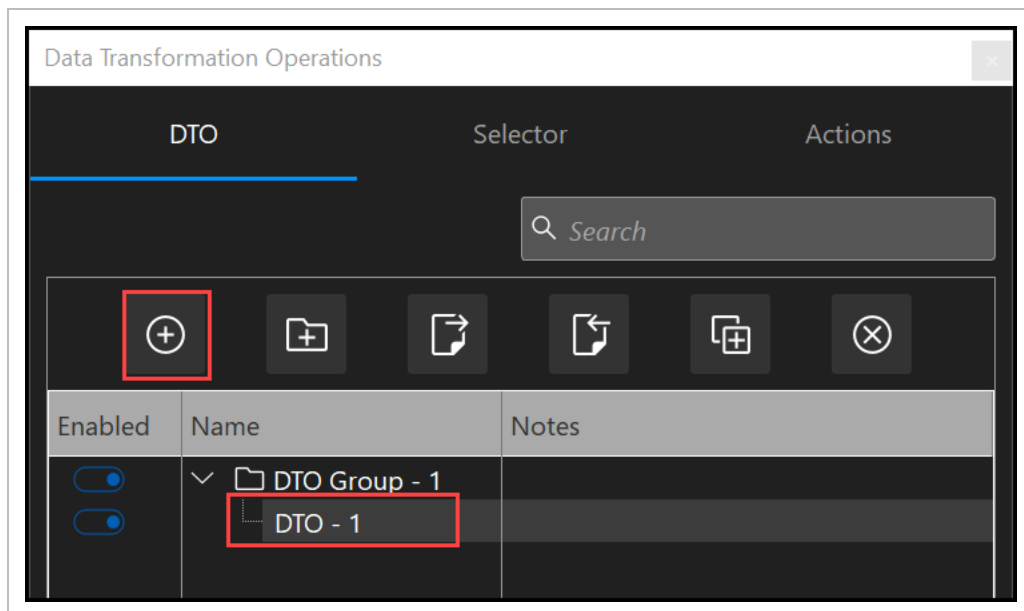 Data Transformation Operations
DTO Selector Actions
Search
Enabled Name Notes
DTO Group - 1
DTO - 1